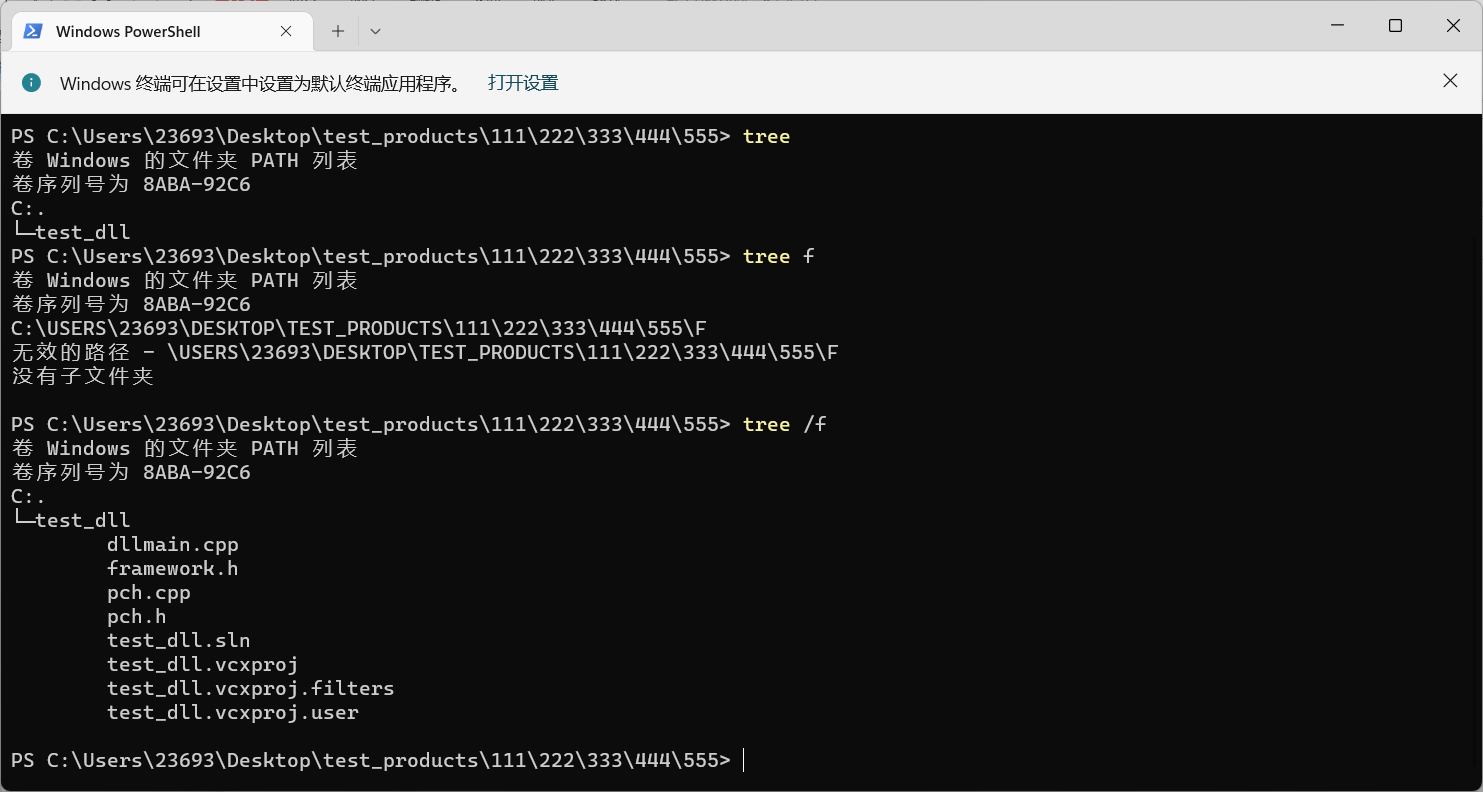 Windows PowerShell
Windows 终端可在设置中设置为默认终端应用程序。 打开设置
PS C:\Users\23693\Desktop\test_products\111\222\333\444\555> tree
卷 Windows 的文件夹 PATH 列表
卷序列号为 8ABA-92C6
C:.
└─test_dll
PS C:\Users\23693\Desktop\test_products\111\222\333\444\555> tree f
卷 Windows 的文件夹 PATH 列表
卷序列号为 8ABA-92C6
C:\USERS\23693\DESKTOP\TEST_PRODUCTS\111\222\333\444\555\F
无效的路径 - \USERS\23693\DESKTOP\TEST_PRODUCTS\111\222\333\444\555\F
没有子文件夹
PS C:\Users\23693\Desktop\test_products\111\222\333\444\555> tree /f
卷 Windows 的文件夹 PATH 列表
卷序列号为 8ABA-92C6
C:.
└─test_dll
dllmain.cpp
framework.h
pch.cpp
pch.h
test_dll.sln
test_dll.vcxproj
test_dll.vcxproj.filters
test_dll.vcxproj.user
PS C:\Users\23693\Desktop\test_products\111\222\333\444\555>